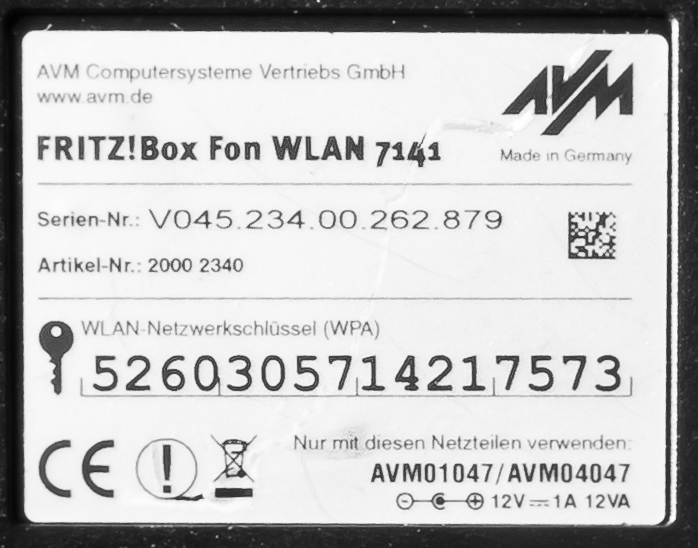 AVM Computersysteme Vertriebs GmbH
www.avm.de
AVM
FRITZ!Box Fon WLAN 7141
Made in Germany
Serien-Nr.: V045.234.00.262.879
Artikel-Nr.: 2000 2340
WLAN-Netzwerkschlüssel (WPA)
5260305714217573
CE
Nur mit diesen Netzteilen verwenden:
AVM01047/AVM04047
12V 1A 12VA